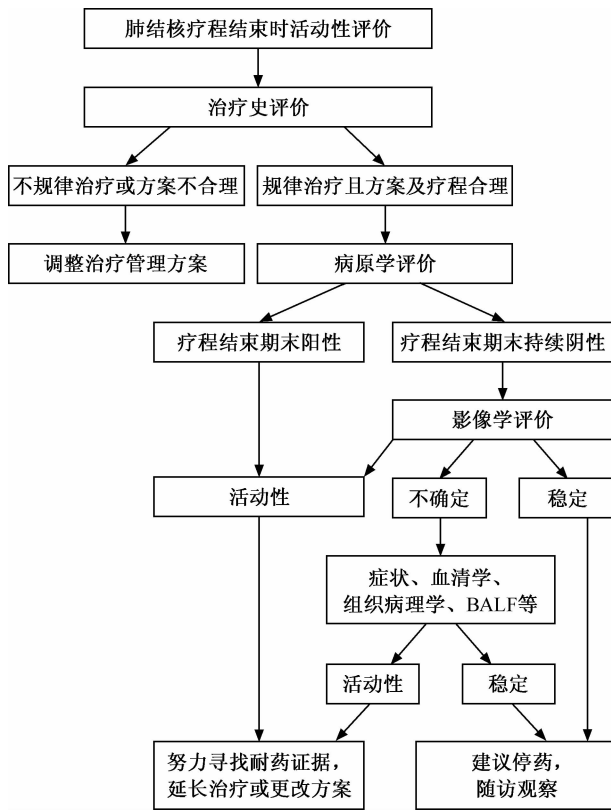 肺结核疗程结束时活动性评价
治疗史评价
不规律治疗或方案不合理
规律治疗且方案及疗程合理
调整治疗管理方案
病原学评价
疗程结束期末阳性
疗程结束期末持续阴性
影像学评价
活动性
不确定
稳定
症状、血清学、
组织病理学、BALF等
活动性
稳定
努力寻找耐药证据，
延长治疗或更改方案
建议停药，
随访观察